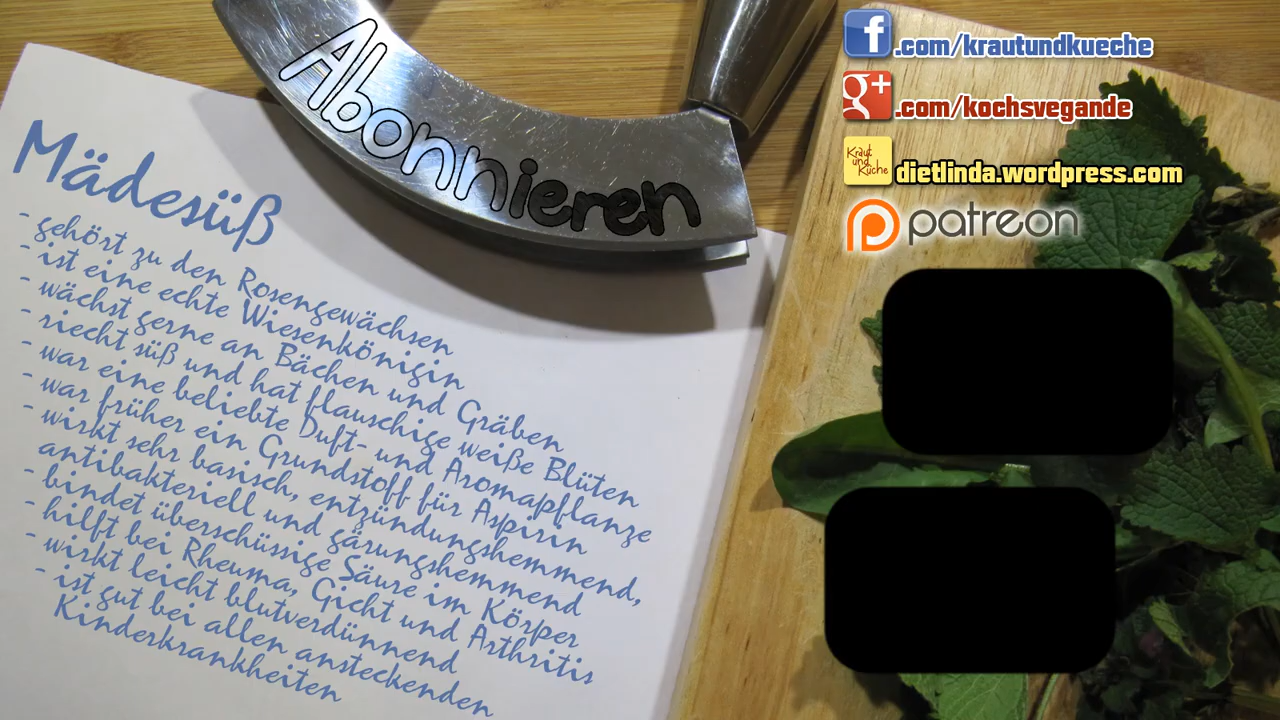 Abonnieren
Mädesüß
- gehört zu den Rosengewächsen
- ist eine echte Wiesenkönigin
- wächst gerne an Bächen und Gräben
- riecht süß und hat flauschige weiße Blüten
- war eine beliebte Duft- und Aromapflanze
- war früher ein Grundstoff für Aspirin
- wirkt sehr basisch, entzündungshemmend,
antibakteriell und gärungshemmend
- bindet überschüssige Säure im Körper
- hilft bei Rheuma, Gicht und Arthritis
- wirkt leicht blutverdünnend
- ist gut bei allen ansteckenden
Kinderkrankheiten
f .com/krautundkueche
g+ .com/kochsvegande
Kraut und Küche dietlinda.wordpress.com
patreon